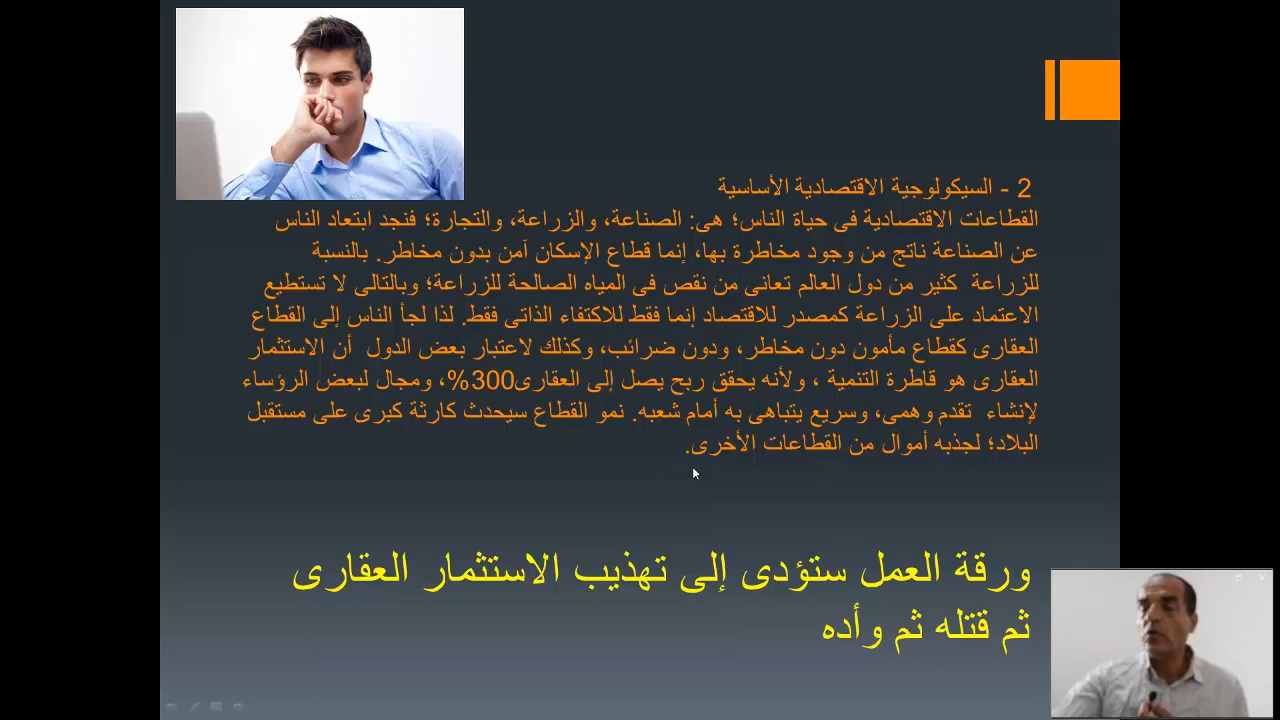 2 - السيكولوجية الاقتصادية الأساسية
القطاعات الاقتصادية فى حياة الناس؛ هى: الصناعة، والزراعة، والتجارة؛ فنجد ابتعاد الناس
عن الصناعة ناتج من وجود مخاطرة بها، إنما قطاع الإسكان آمن بدون مخاطر. بالنسبة
للزراعة كثير من دول العالم تعانى من نقص فى المياه الصالحة للزراعة؛ وبالتالى لا تستطيع
الاعتماد على الزراعة كمصدر للاقتصاد إنما فقط للاكتفاء الذاتى فقط. لذا لجأ الناس إلى القطاع
العقارى كقطاع مأمون دون مخاطر، ودون ضرائب، وكذلك لاعتبار بعض الدول أن الاستثمار
العقارى هو قاطرة التنمية ، ولأنه يحقق ربح يصل إلى العقارى300%، ومجال لبعض الرؤساء
لإنشاء تقدم وهمى، وسريع يتباهى به أمام شعبه. نمو القطاع سيحدث كارثة كبرى على مستقبل
البلاد؛ لجذبه أموال من القطاعات الأخرى.
ورقة العمل ستؤدى إلى تهذيب الاستثمار العقارى
ثم قتله ثم وأده